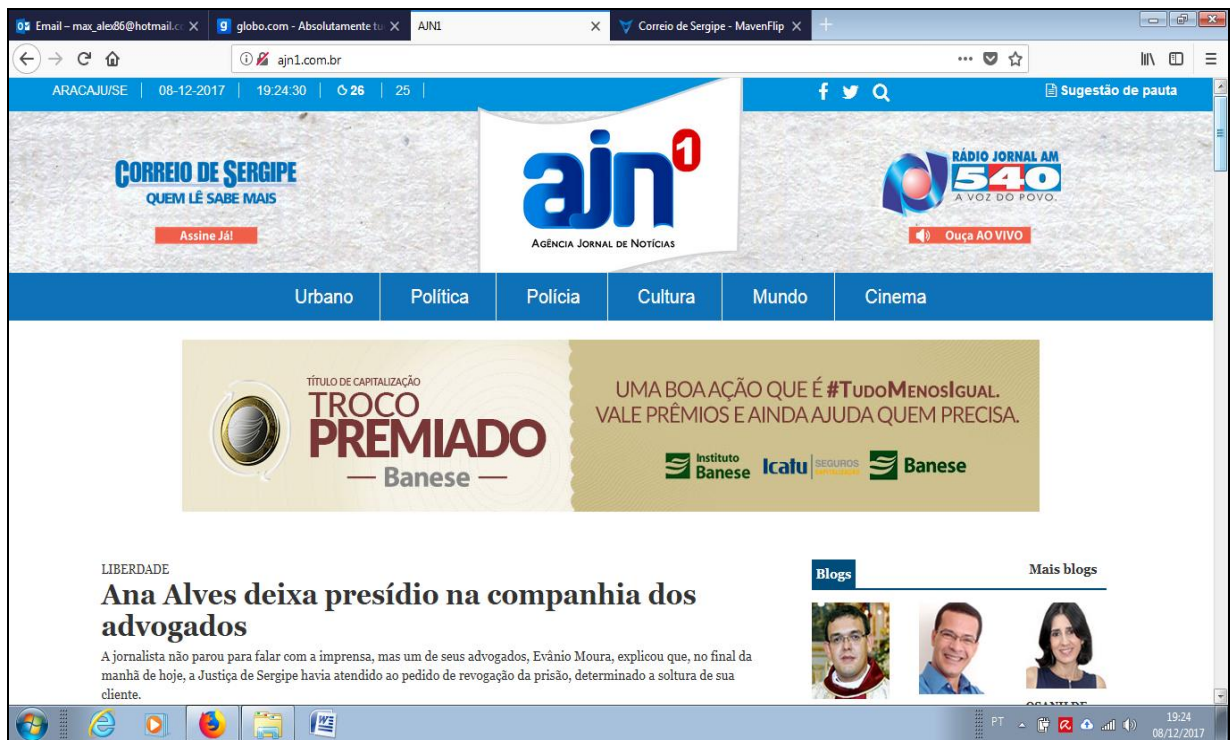 Email – max_alex86@hotmail.c
globo.com - Absolutamente tu
AJN1
Correio de Sergipe - MavenFlip
ajn1.com.br
ARACAJU/SE | 08-12-2017 | 19:24:30 | 26 | 25 |
Sugestão de pauta
CORREIO DE SERGIPE
QUEM LÊ SABE MAIS
Assine Já!
ajn1
AGÊNCIA JORNAL DE NOTÍCIAS
RÁDIO JORNAL AM
540
A VOZ DO POVO.
Ouça AO VIVO
Urbano Política Polícia Cultura Mundo Cinema
TÍTULO DE CAPITALIZAÇÃO
TROCO
PREMIADO
Banese
UMA BOA AÇÃO QUE É #TUDOMENOSIGUAL.
VALE PRÊMIOS E AINDA AJUDA QUEM PRECISA.
Instituto
Banese
Icatu SEGUROS
Banese
LIBERDADE
Ana Alves deixa presídio na companhia dos
advogados
A jornalista não parou para falar com a imprensa, mas um de seus advogados, Evânio Moura, explicou que, no final da
manhã de hoje, a Justiça de Sergipe havia atendido ao pedido de revogação da prisão, determinado a soltura de sua
cliente.
Blogs
Mais blogs
PT
19:24
08/12/2017